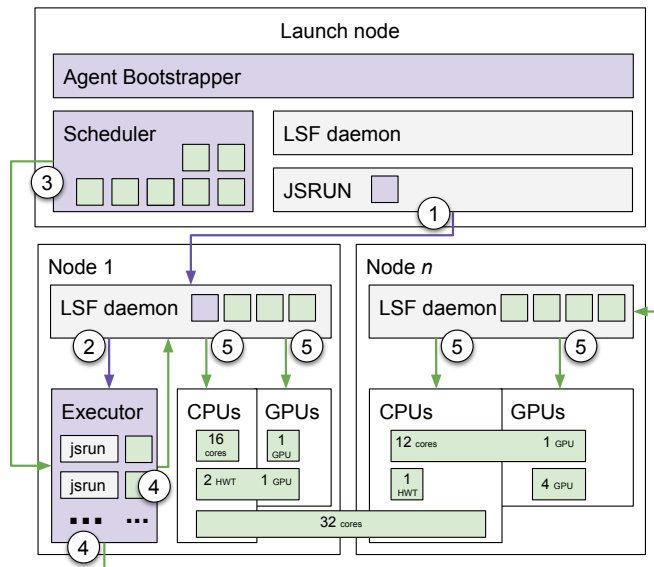 Launch node
Agent Bootstrapper
Scheduler
LSF daemon
3
JSRUN
1
Node 1
Node n
LSF daemon
LSF daemon
2
5
5
5
5
Executor
CPUs
GPUs
CPUs
GPUs
jsrun
16 cores
1 GPU
12 cores
1 GPU
jsrun
4
2 HWT
1 GPU
1 HWT
4 GPU
... ...
32 cores
4